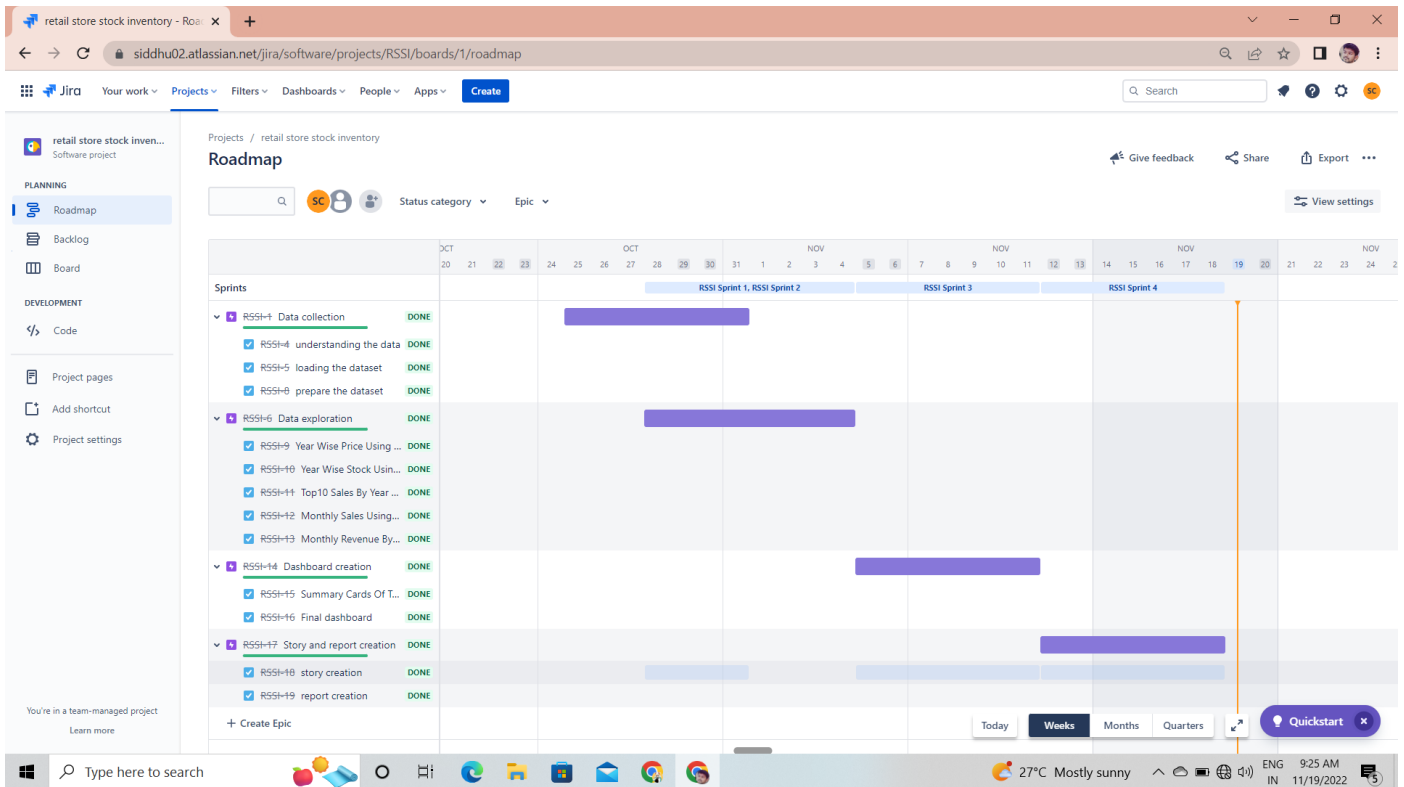 retail store stock inventory - Roa
siddhu02.atlassian.net/jira/software/projects/RSSI/boards/1/roadmap
Jira Your work Projects Filters Dashboards People Apps Create Search SC
retail store stock inven...
Software project
PLANNING
Roadmap
Backlog
Board
DEVELOPMENT
Code
Project pages
Add shortcut
Project settings
You're in a team-managed project
Learn more
Projects / retail store stock inventory
Roadmap
Give feedback Share Export
SC Status category Epic View settings
OCT OCT NOV NOV NOV NOV
20 21 22 23 24 25 26 27 28 29 30 31 1 2 3 4 5 6 7 8 9 10 11 12 13 14 15 16 17 18 19 20 21 22 23 24 2
Sprints RSSI Sprint 1, RSSI Sprint 2 RSSI Sprint 3 RSSI Sprint 4
RSSI-1 Data collection DONE
RSSI-4 understanding the data DONE
RSSI-5 loading the dataset DONE
RSSI-8 prepare the dataset DONE
RSSI-6 Data exploration DONE
RSSI-9 Year Wise Price Using ... DONE
RSSI-10 Year Wise Stock Usin... DONE
RSSI-11 Top10 Sales By Year ... DONE
RSSI-12 Monthly Sales Using... DONE
RSSI-13 Monthly Revenue By... DONE
RSSI-14 Dashboard creation DONE
RSSI-15 Summary Cards Of T... DONE
RSSI-16 Final dashboard DONE
RSSI-17 Story and report creation DONE
RSSI-18 story creation DONE
RSSI-19 report creation DONE
+ Create Epic
Today Weeks Months Quarters Quickstart
Type here to search
27°C Mostly sunny
ENG
IN
9:25 AM
11/19/2022
5